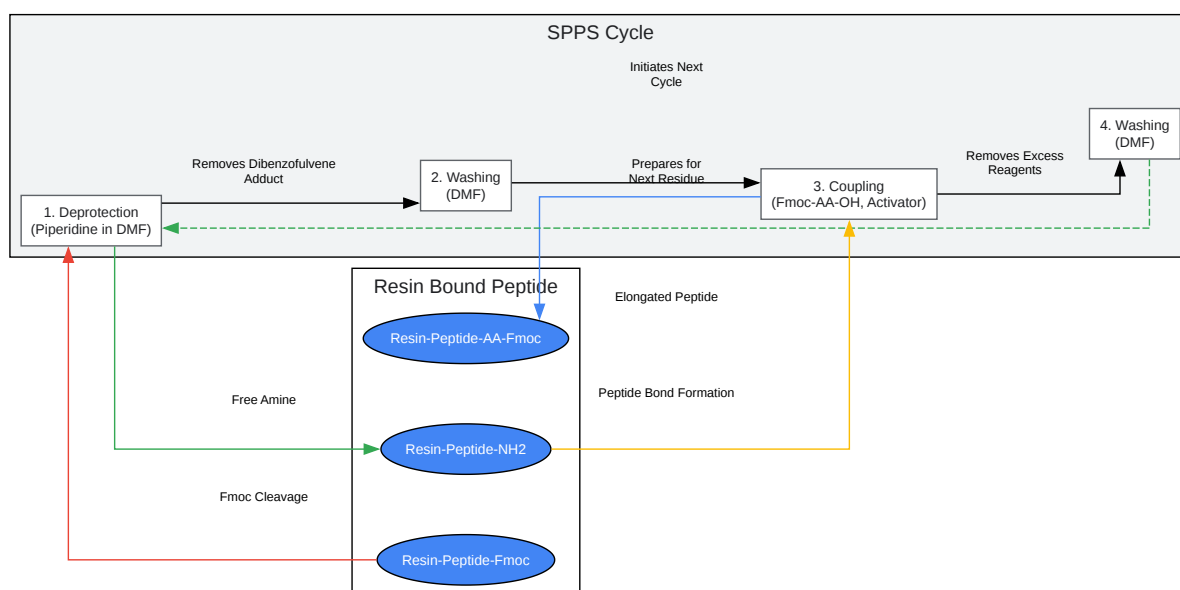 SPPS Cycle
Initiates Next
Cycle
4. Washing
(DMF)
Removes Dibenzofulvene
Adduct
2. Washing
(DMF)
Prepares for
Next Residue
Removes Excess
Reagents
3. Coupling
(Fmoc-AA-OH, Activator)
1. Deprotection
(Piperidine in DMF)
Resin Bound Peptide
Elongated Peptide
Resin-Peptide-AA-Fmoc
Free Amine
Peptide Bond Formation
Resin-Peptide-NH2
Fmoc Cleavage
Resin-Peptide-Fmoc